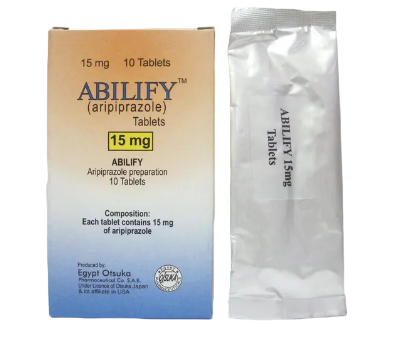 15 mg 10 Tablets
ABILIFY™
(aripiprazole)
Tablets
15 mg
ABILIFY
Aripiprazole preparation
10 Tablets
Composition:
Each tablet contains 15 mg
of aripiprazole
Produced by:
Egypt Otsuka
Pharmaceutical Co. S.A.E.
Under Licence of Otsuka Japan
& its affiliate in USA
ABILIFY 15mg
Tablets